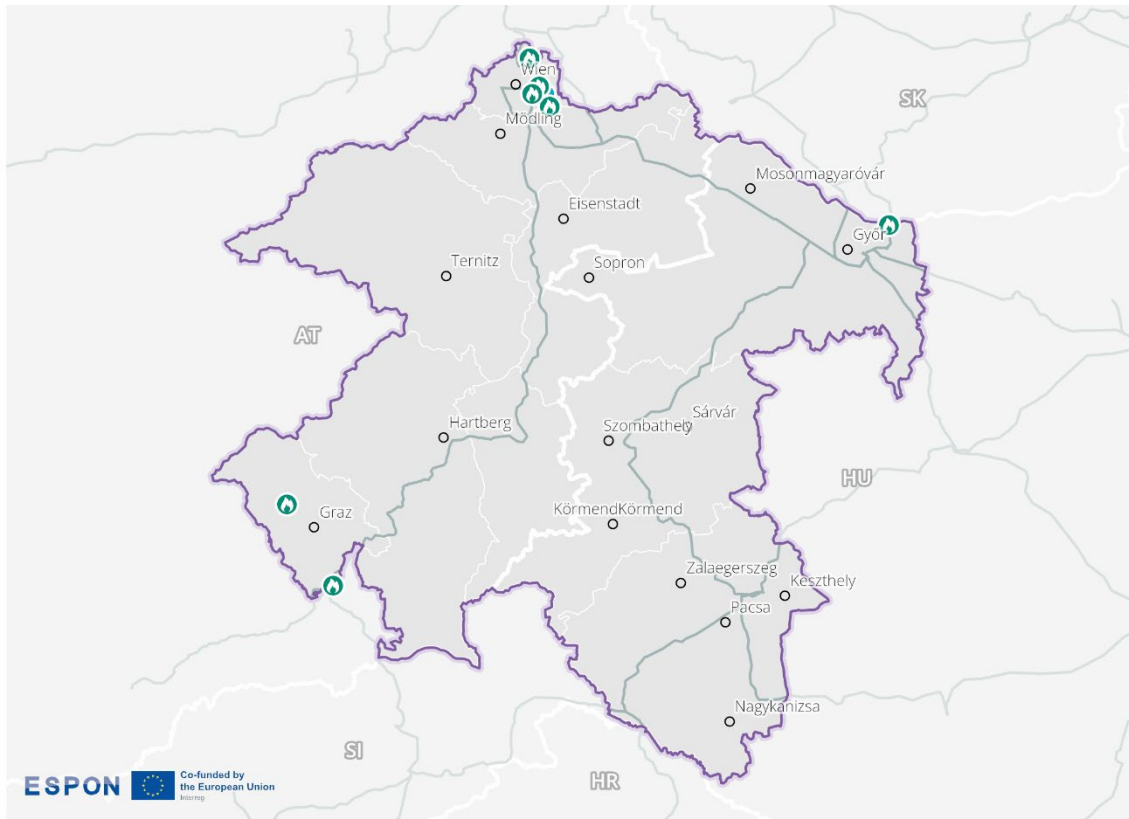 Wien
SK
Mödling
Mosonmagyaróvár
Eisenstadt
Győr
Ternitz
Sopron
AT
Hartberg
Szombathely
Sárvár
HU
Graz
KörmendKörmend
Zalaegerszeg
Keszthely
Pacsa
Nagykanizsa
SI
HR
ESPON
Co-funded by
the European Union
Interreg